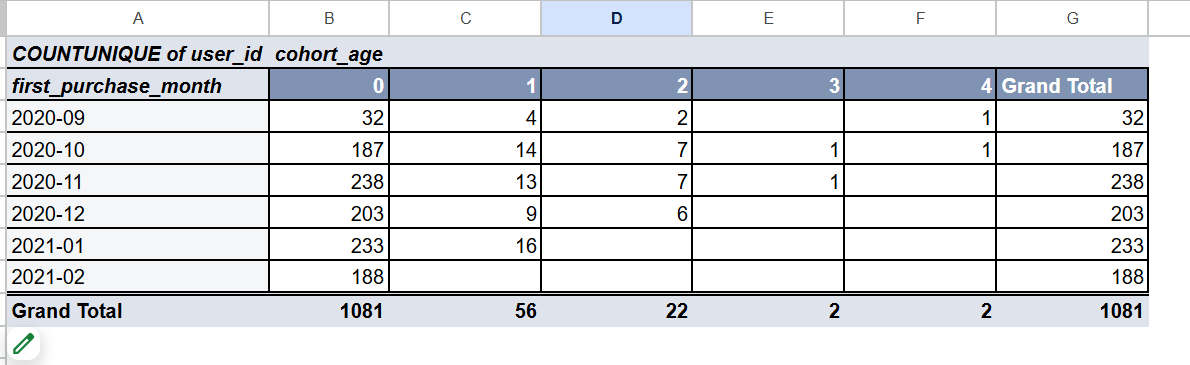 A B C D E F G
COUNTUNIQUE of user_id cohort_age
first_purchase_month 0 1 2 3 4 Grand Total
2020-09 32 4 2 1 32
2020-10 187 14 7 1 1 187
2020-11 238 13 7 1 238
2020-12 203 9 6 203
2021-01 233 16 233
2021-02 188 188
Grand Total 1081 56 22 2 2 1081